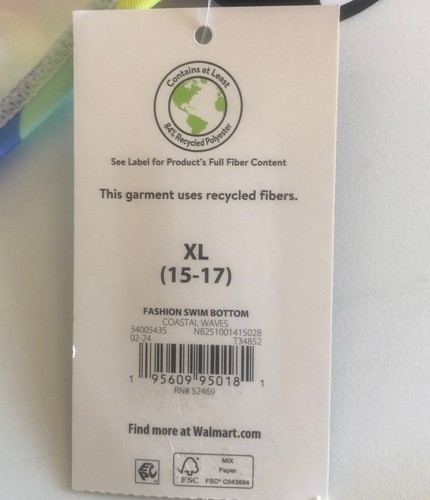 Contains at Least
84% Recycled Polyester
See Label for Product's Full Fiber Content
This garment uses recycled fibers.
XL
(15-17)
FASHION SWIM BOTTOM
COASTAL WAVES
34005435 NB25100141502B
02-24 T34852
1 95609 95018 1
RN# 52469
Find more at Walmart.com
FSC
MIX
Paper
FSC® C043894